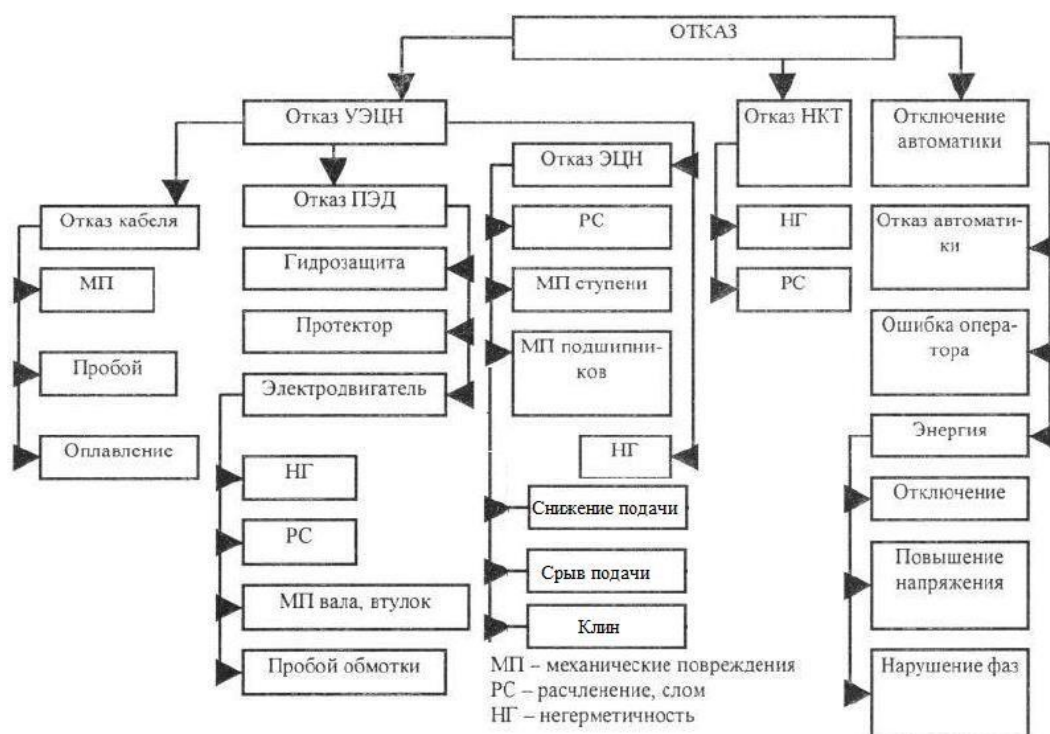 ОТКАЗ
Отказ УЭЦН
Отказ кабеля
МП
Пробой
Оплавление
Отказ ПЭД
Гидрозащита
Протектор
Электродвигатель
НГ
РС
МП вала, втулок
Пробой обмотки
Отказ ЭЦН
РС
МП ступени
МП подшипни-
ков
НГ
Снижение подачи
Срыв подачи
Клин
Отказ НКТ
НГ
РС
Отключение
автоматики
Отказ автомати-
ки
Ошибка опера-
тора
Энергия
Отключение
Повышение
напряжения
Нарушение фаз
МП – механические повреждения
РС – расчленение, слом
НГ – негерметичность